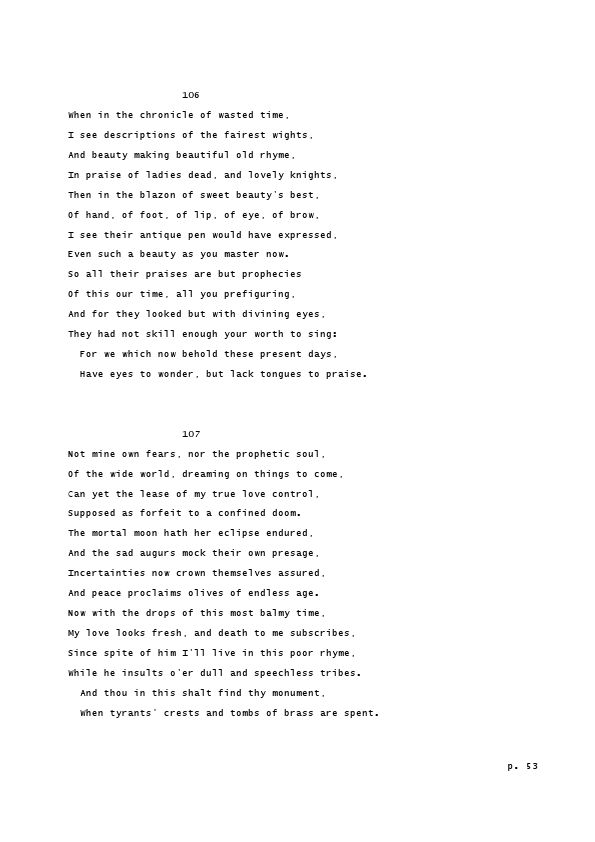 106
When in the chronicle of wasted time,
I see descriptions of the fairest wights,
And beauty making beautiful old rhyme,
In praise of ladies dead, and lovely knights,
Then in the blazon of sweet beauty's best,
Of hand, of foot, of lip, of eye, of brow,
I see their antique pen would have expressed,
Even such a beauty as you master now.
So all their praises are but prophecies
Of this our time, all you prefiguring,
And for they looked but with divining eyes,
They had not skill enough your worth to sing:
For we which now behold these present days,
Have eyes to wonder, but lack tongues to praise.
107
Not mine own fears, nor the prophetic soul,
Of the wide world, dreaming on things to come,
Can yet the lease of my true love control,
Supposed as forfeit to a confined doom.
The mortal moon hath her eclipse endured,
And the sad augurs mock their own presage,
Incertainties now crown themselves assured,
And peace proclaims olives of endless age.
Now with the drops of this most balmy time,
My love looks fresh, and death to me subscribes,
Since spite of him I'll live in this poor rhyme,
While he insults o'er dull and speechless tribes.
And thou in this shalt find thy monument,
When tyrants' crests and tombs of brass are spent.
p. 53